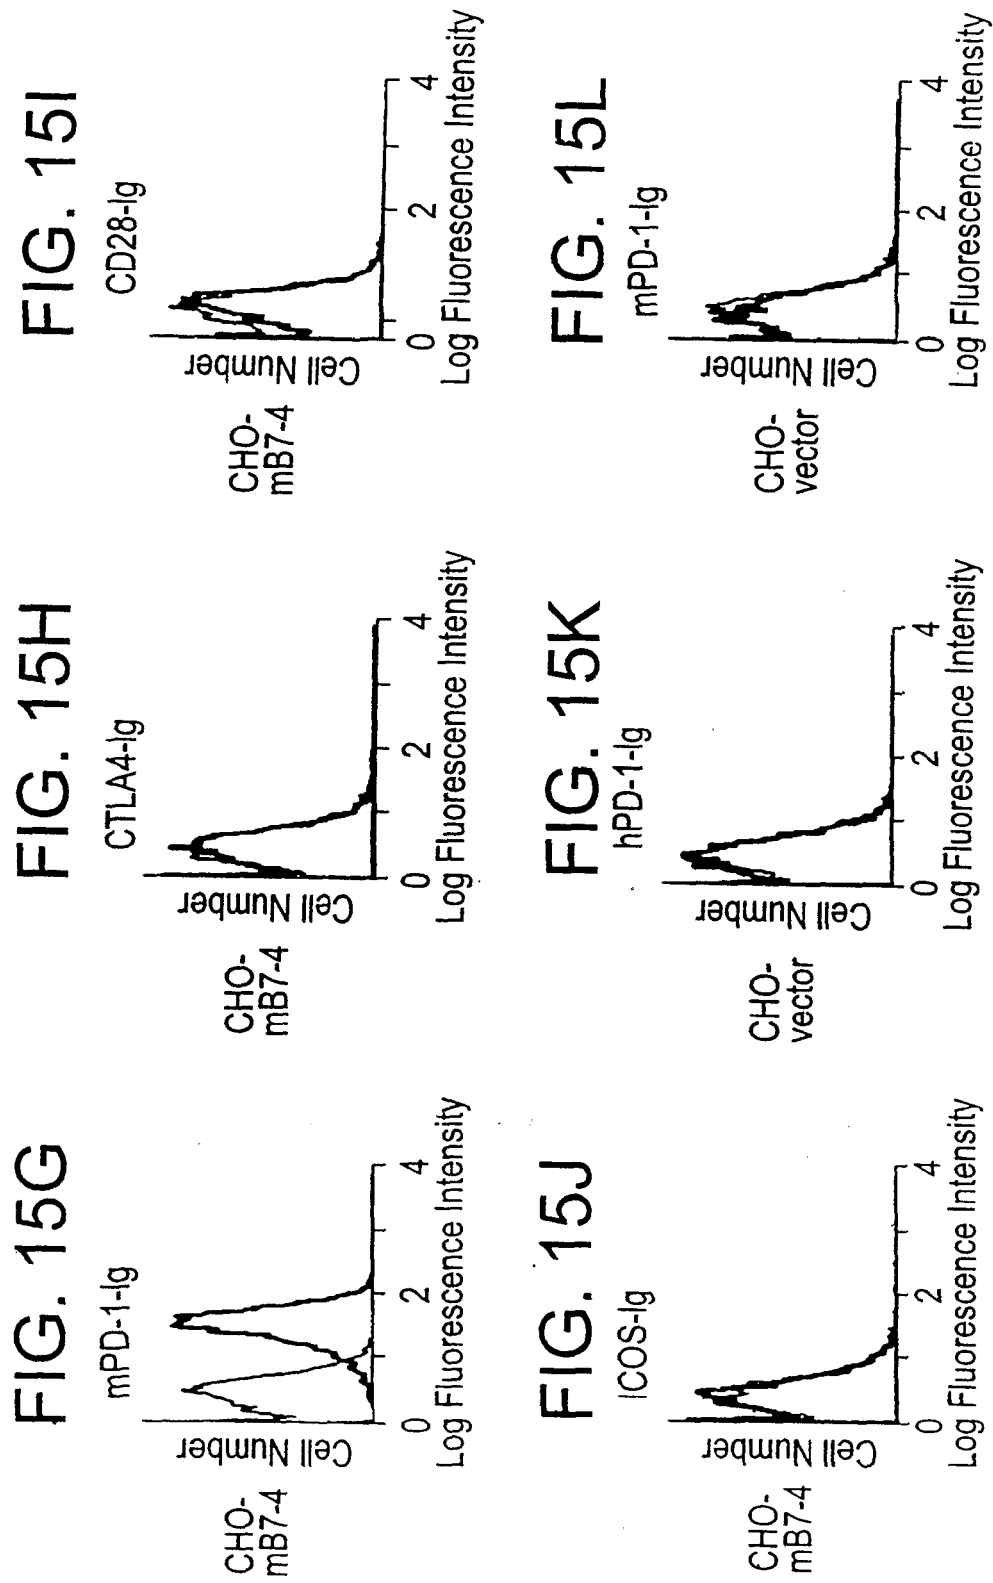 FIG. 15G
mPD-1-Ig
CHO-
mB7-4
Cell Number
0 2 4
Log Fluorescence Intensity
FIG. 15H
CTLA4-Ig
CHO-
mB7-4
Cell Number
0 2 4
Log Fluorescence Intensity
FIG. 15I
CD28-Ig
CHO-
mB7-4
Cell Number
0 2 4
Log Fluorescence Intensity
FIG. 15J
ICOS-Ig
CHO-
mB7-4
Cell Number
0 2 4
Log Fluorescence Intensity
FIG. 15K
hPD-1-Ig
CHO-
vector
Cell Number
0 2 4
Log Fluorescence Intensity
FIG. 15L
mPD-1-Ig
CHO-
vector
Cell Number
0 2 4
Log Fluorescence Intensity